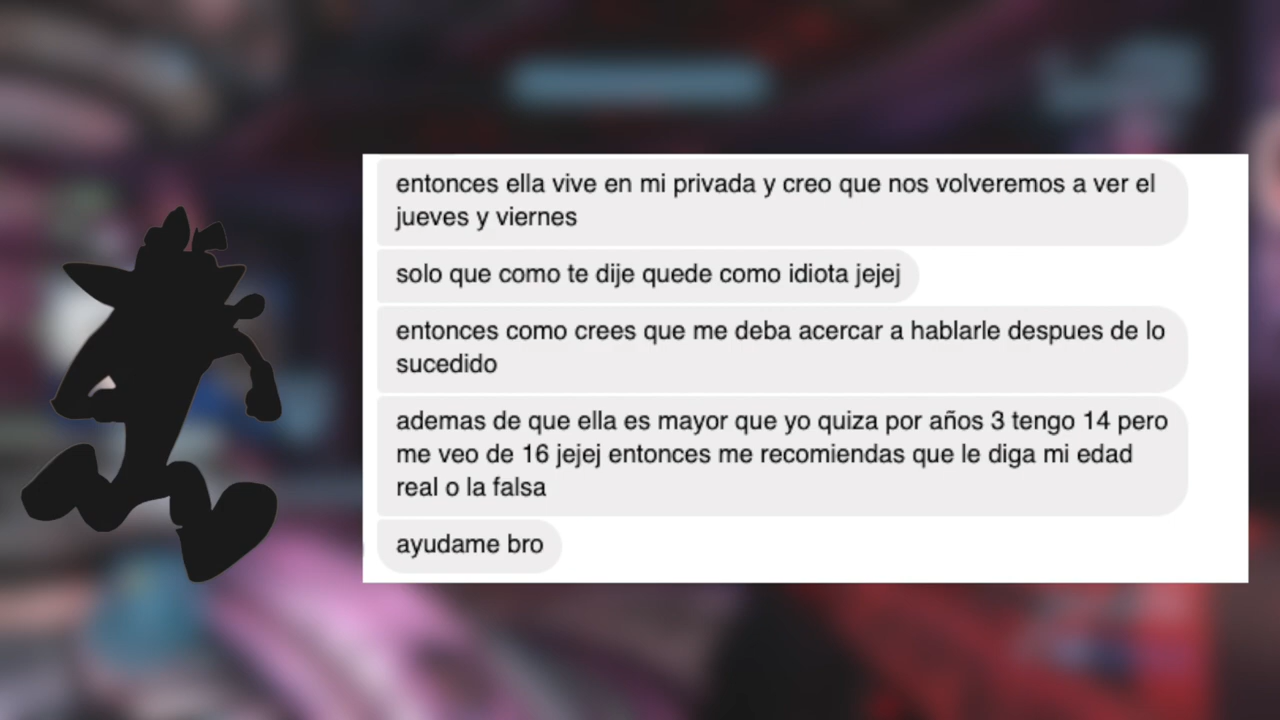 entonces ella vive en mi privada y creo que nos volveremos a ver el
jueves y viernes
solo que como te dije quede como idiota jejej
entonces como crees que me deba acercar a hablarle despues de lo
sucedido
ademas de que ella es mayor que yo quiza por años 3 tengo 14 pero
me veo de 16 jejej entonces me recomiendas que le diga mi edad
real o la falsa
ayudame bro